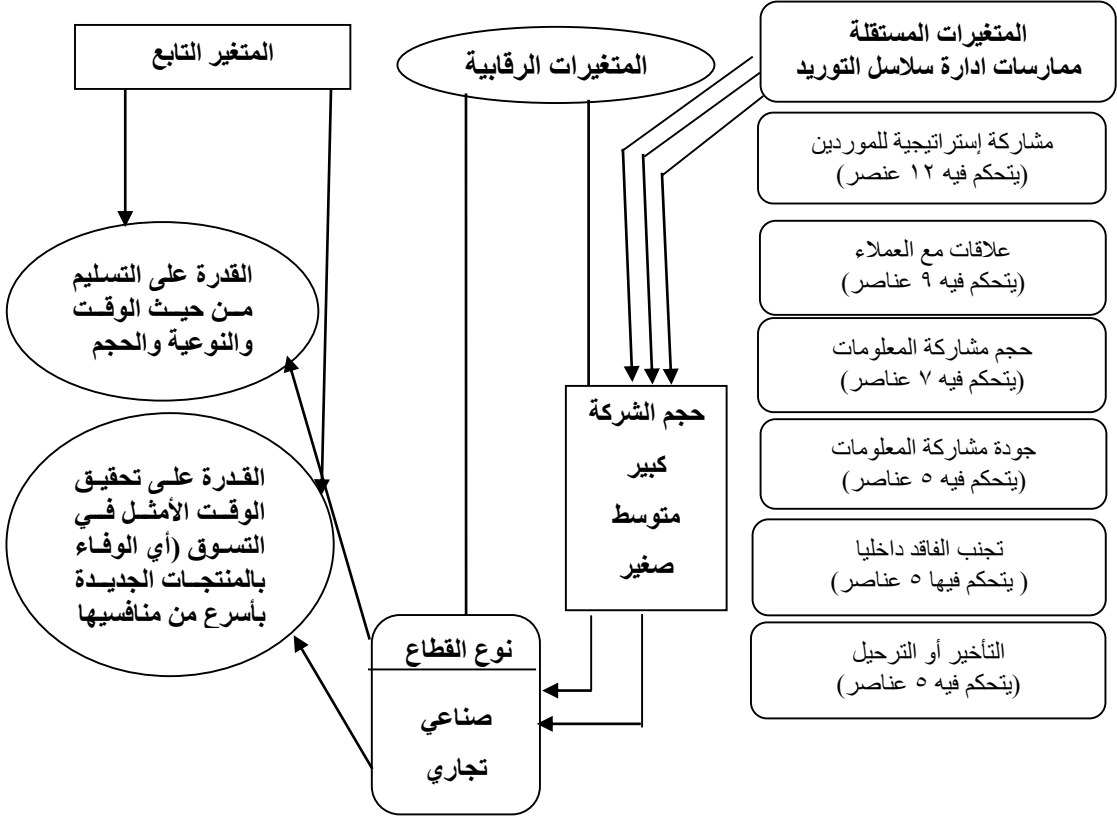 المتغيرات المستقلة
ممارسات ادارة سلاسل التوريد
مشاركة إستراتيجية للموردين
(يتحكم فيه ١٢ عنصر)
علاقات مع العملاء
(يتحكم فيه ٩ عناصر)
حجم مشاركة المعلومات
(يتحكم فيه ٧ عناصر)
جودة مشاركة المعلومات
(يتحكم فيه ٥ عناصر)
تجنب الفاقد داخليا
( يتحكم فيها ٥ عناصر)
التأخير أو الترحيل
(يتحكم فيه ٥ عناصر)
المتغيرات الرقابية
حجم الشركة
كبير
متوسط
صغير
نوع القطاع
صناعي
تجاري
المتغير التابع
القدرة على التسليم
من حيث الوقت
والنوعية والحجم
القدرة على تحقيق
الوقت الأمثل في
التسوق (أي الوفاء
بالمنتجات الجديدة
بأسرع من منافسيها